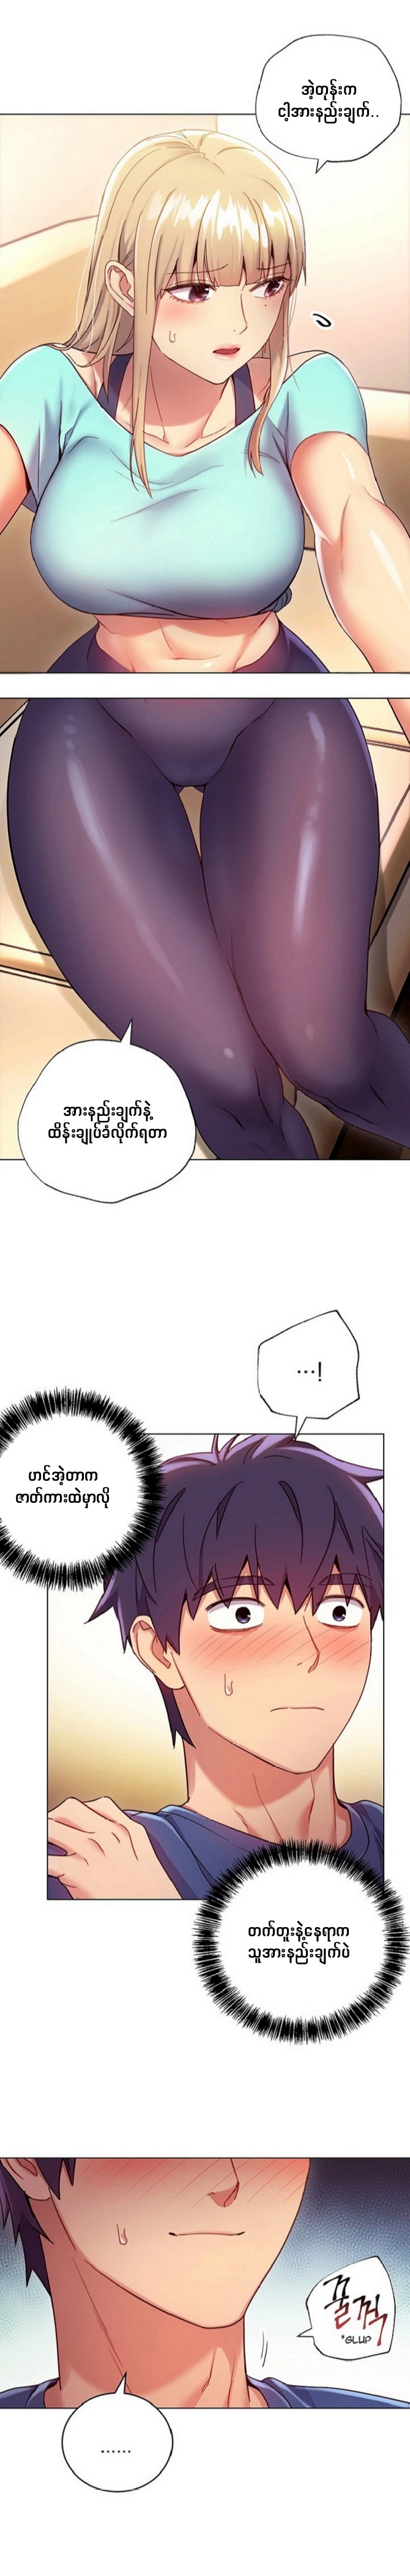 အဲ့တုန်းက
ငါ့အားနည်းချက်..
အားနည်းချက်နဲ့
ထိန်းချုပ်ခံလိုက်ရတာ
...!
ဟင်အဲ့တာက
ဇာတ်ကားထဲမှာလို
တက်တူးနဲ့နေရာက
သူအားနည်းချက်ပဲ
꿀꺽
*GLUP
......